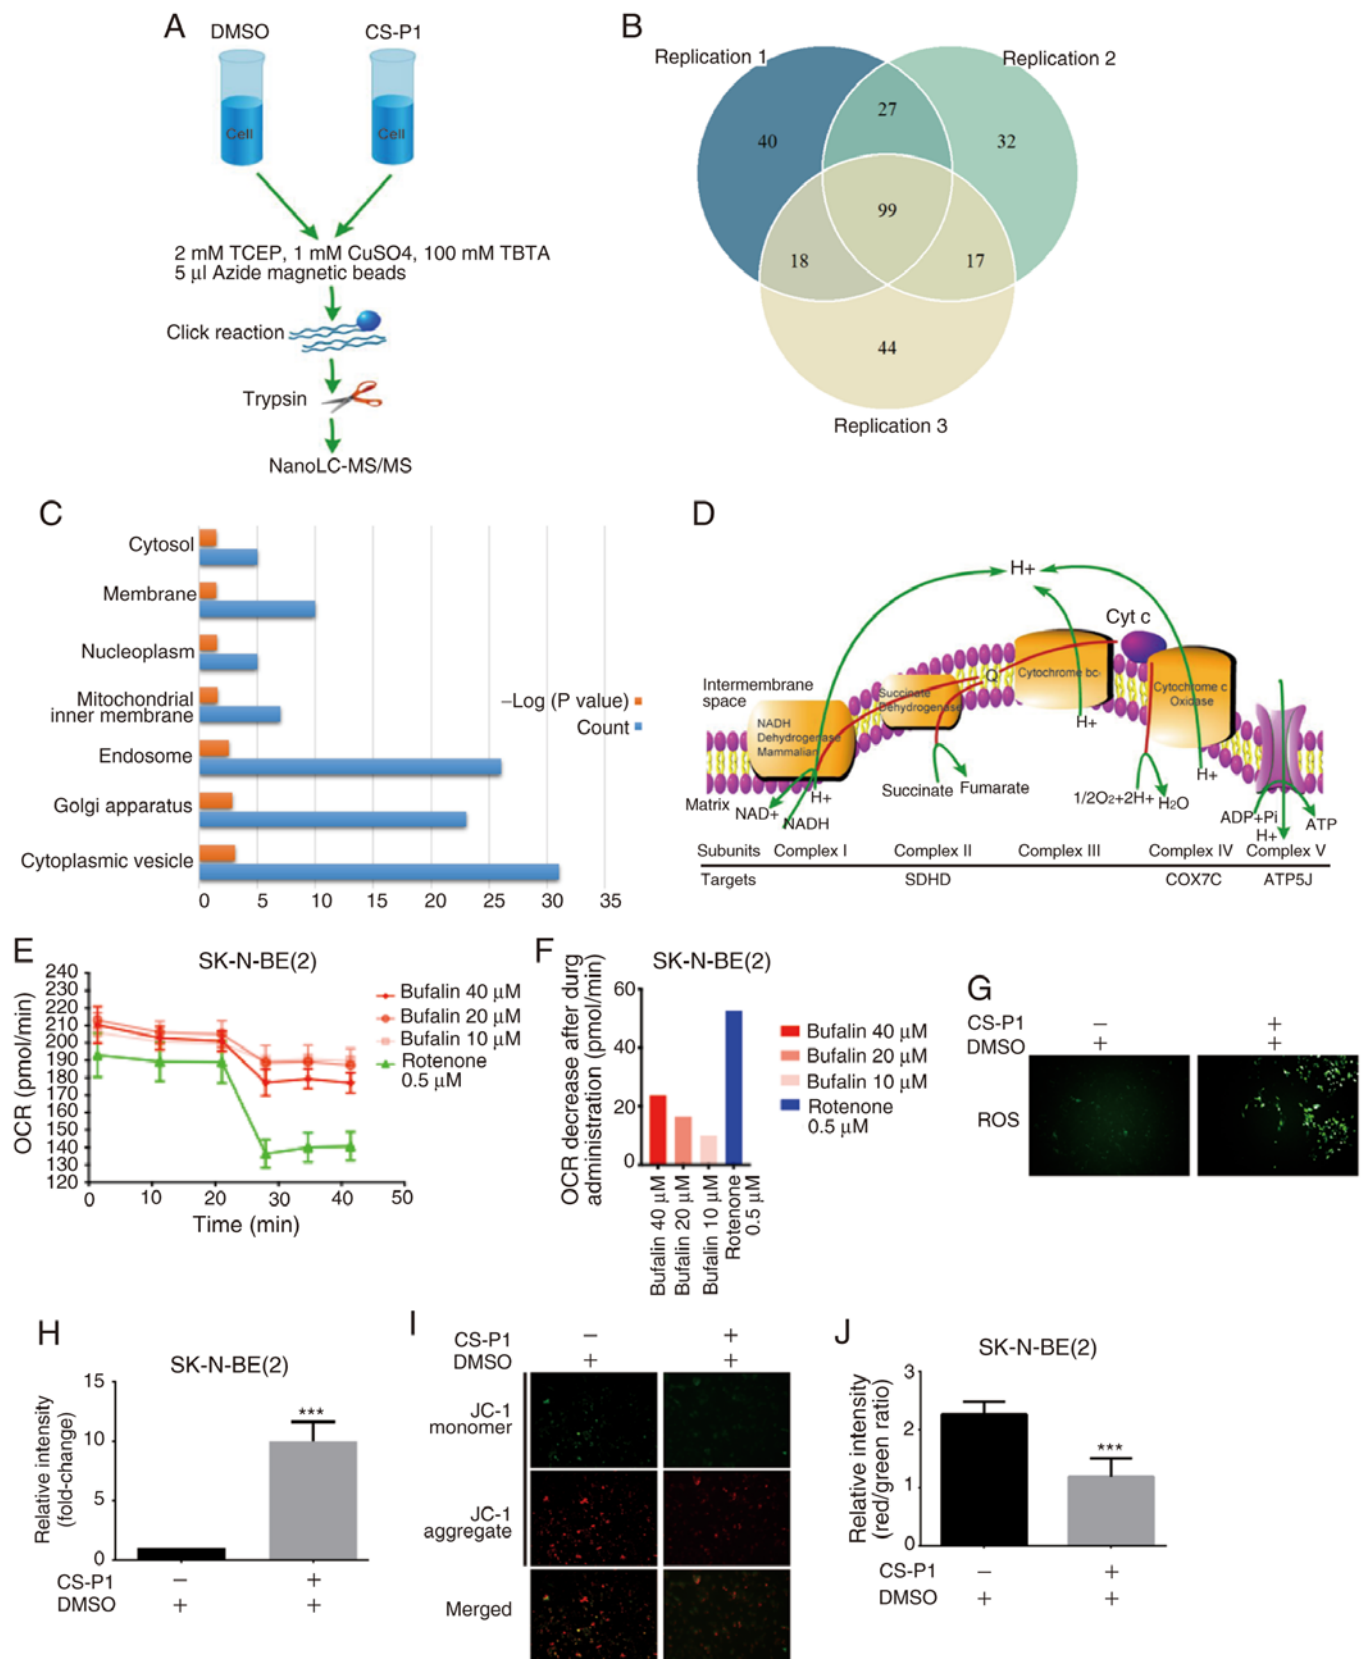 A
DMSO
CS-P1
Cell
Cell
2 mM TCEP, 1 mM CuSO4, 100 mM TBTA
5 μl Azide magnetic beads
Click reaction
Trypsin
NanoLC-MS/MS
B
Replication 1
Replication 2
27
40
32
99
18
17
44
Replication 3
C
Cytosol
Membrane
Nucleoplasm
Mitochondrial
inner membrane
Endosome
Golgi apparatus
Cytoplasmic vesicle
–Log (P value)
Count
0 5 10 15 20 25 30 35
D
H+
Cyt c
Intermembrane
space
NADH
Dehydrogenase
Mammalian
Succinate
Dehydrogenase
Q
Cytochrome bc1
Cytochrome c
Oxidase
H+
H+
H+
Matrix
NAD+
NADH
Succinate
Fumarate
1/2O2+2H+
H2O
ADP+Pi
H+
ATP
Subunits Complex I Complex II Complex III Complex IV Complex V
Targets SDHD COX7C ATP5J
E
SK-N-BE(2)
OCR (pmol/min)
240
230
220
210
200
190
180
170
160
150
140
130
120
0 10 20 30 40 50
Time (min)
Bufalin 40 μM
Bufalin 20 μM
Bufalin 10 μM
Rotenone
0.5 μM
F
SK-N-BE(2)
OCR decrease after durg
administration (pmol/min)
60
40
20
0
Bufalin 40 μM
Bufalin 20 μM
Bufalin 10 μM
Rotenone
0.5 μM
Bufalin 40 μM
Bufalin 20 μM
Bufalin 10 μM
Rotenone
0.5 μM
G
CS-P1 – +
DMSO + +
ROS
H
SK-N-BE(2)
Relative intensity
(fold-change)
15
10
5
0
***
CS-P1 – +
DMSO + +
I
CS-P1 – +
DMSO + +
JC-1
monomer
JC-1
aggregate
Merged
J
SK-N-BE(2)
Relative intensity
(red/green ratio)
3
2
1
0
***
CS-P1 – +
DMSO + +